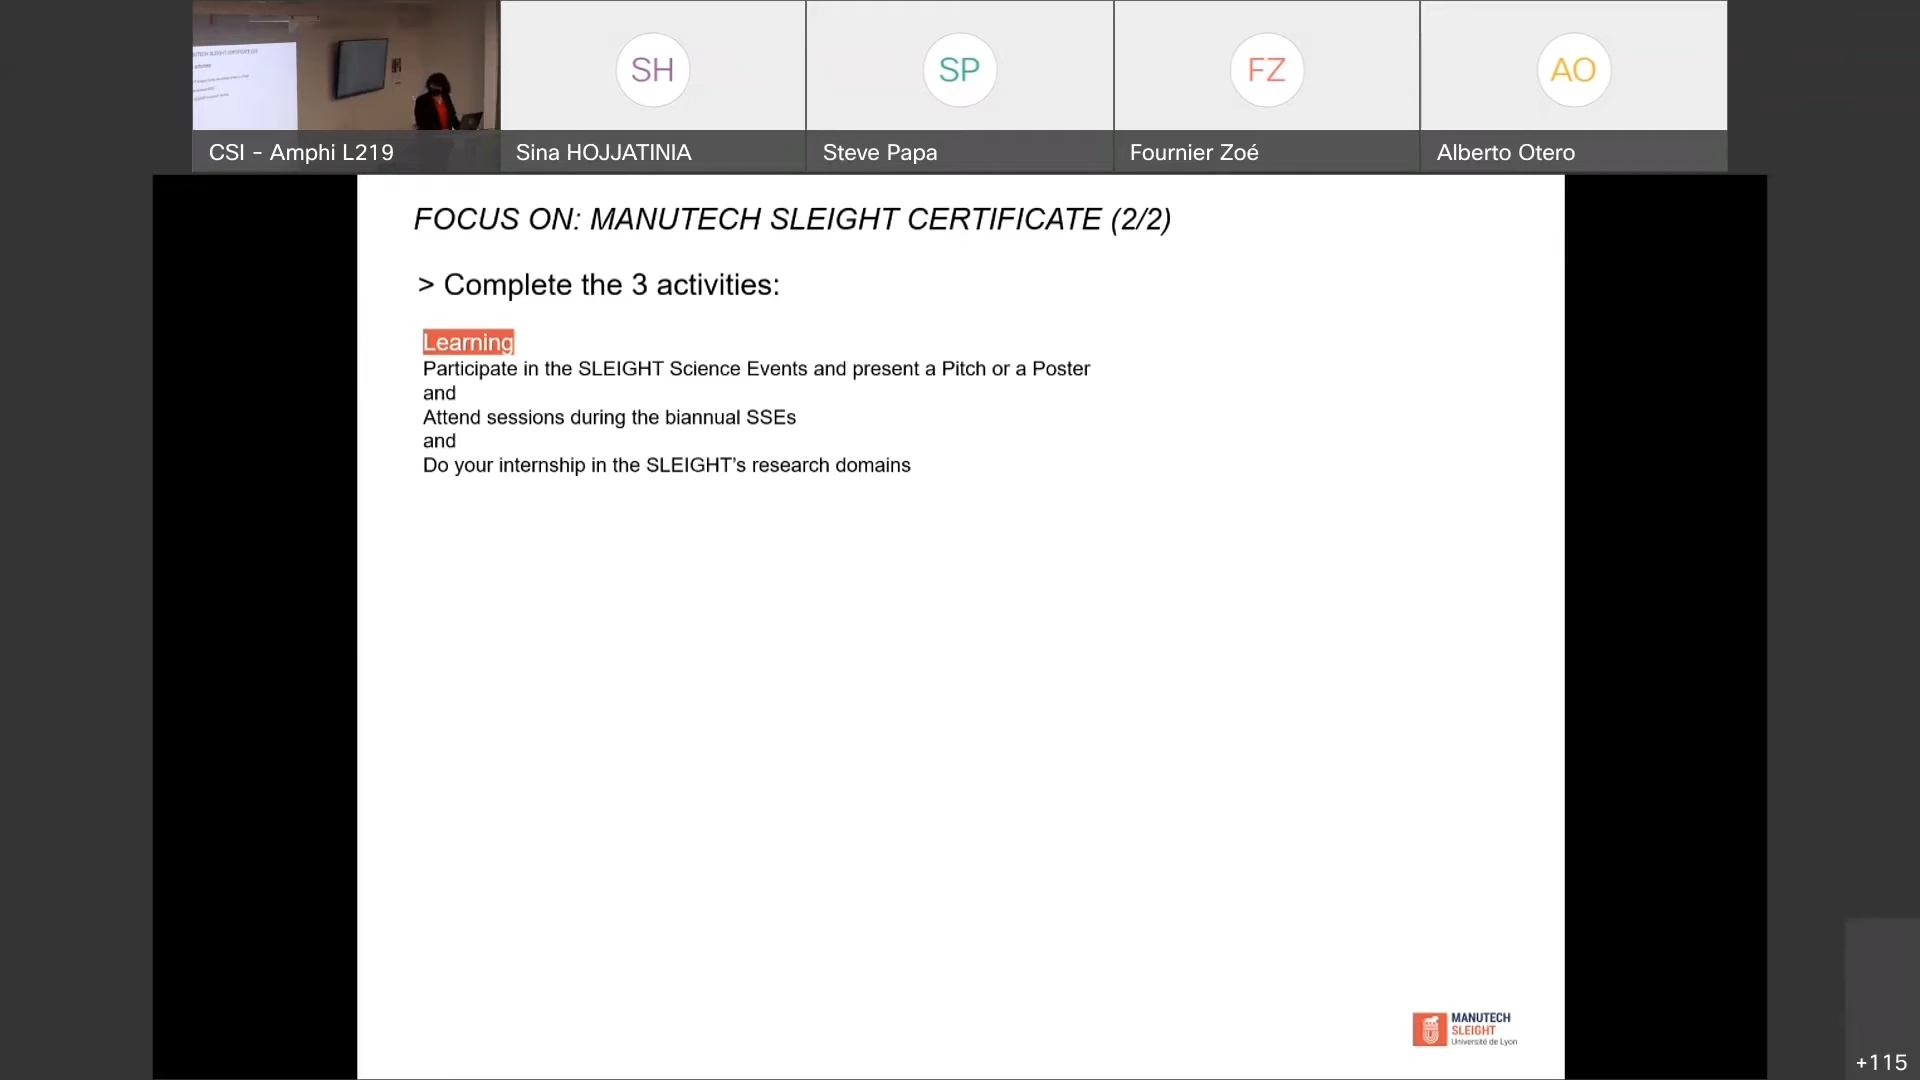 SH
SP
FZ
AO
CSI - Amphi L219
Sina HOJJATINIA
Steve Papa
Fournier Zoé
Alberto Otero
FOCUS ON: MANUTECH SLEIGHT CERTIFICATE (2/2)
> Complete the 3 activities:
Learning
Participate in the SLEIGHT Science Events and present a Pitch or a Poster
and
Attend sessions during the biannual SSEs
and
Do your internship in the SLEIGHT’s research domains
MANUTECH
SLEIGHT
Université de Lyon
+115